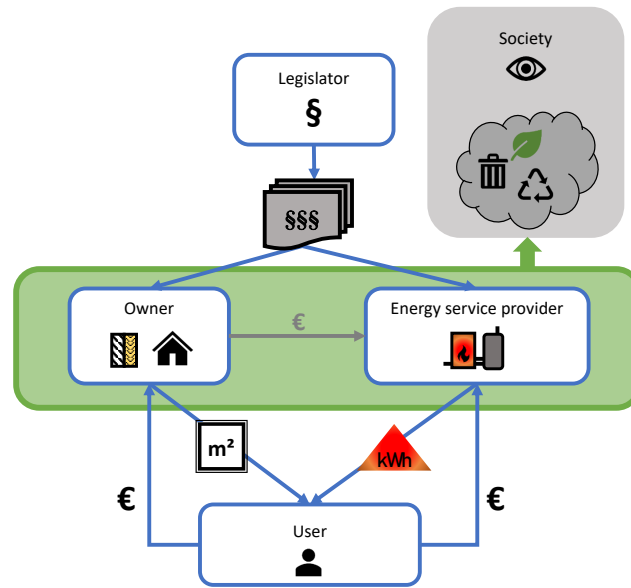 Society
Legislator
§
§§§
Owner
Energy service provider
€
m²
kWh
€
€
User